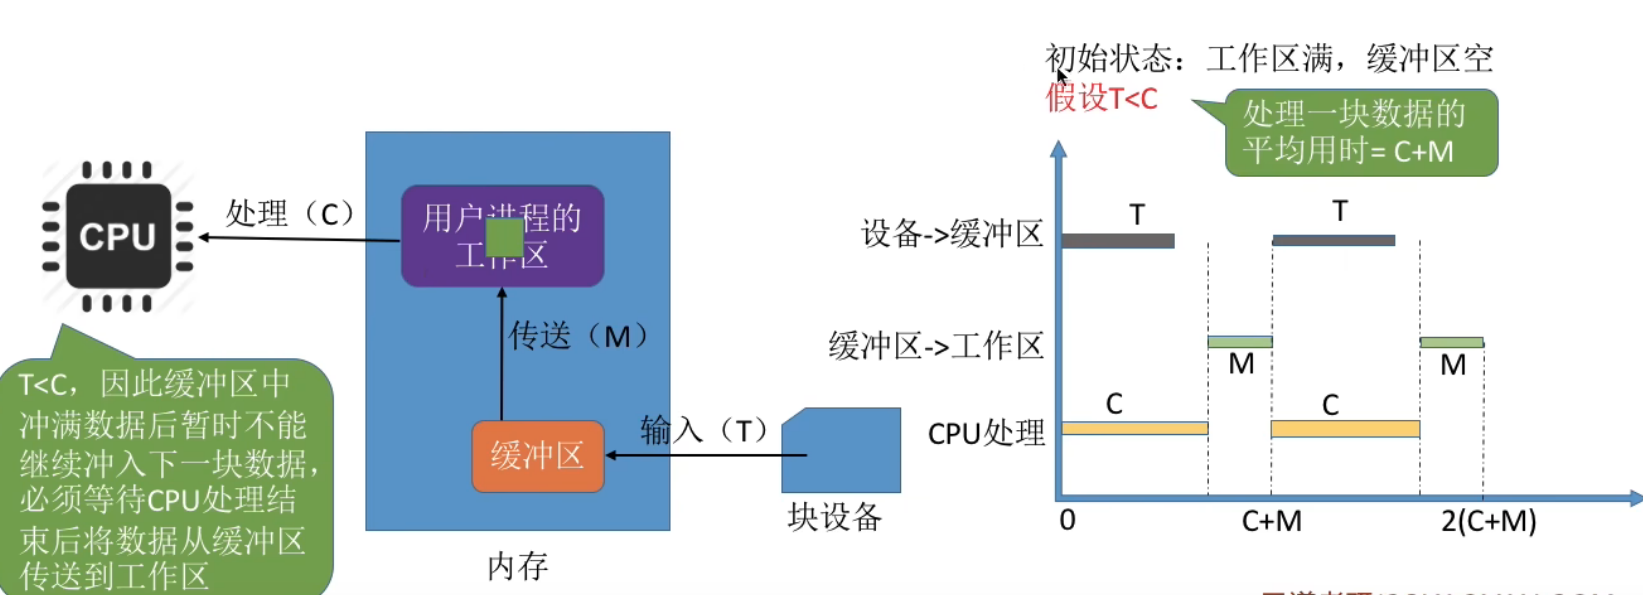 初始状态：工作区满，缓冲区空
假设T<C
处理一块数据的
平均用时= C+M
CPU
处理（C）
用户进程的
工作区
传送（M）
缓冲区
输入（T）
块设备
内存
T<C，因此缓冲区中
冲满数据后暂时不能
继续冲入下一块数据，
必须等待CPU处理结
束后将数据从缓冲区
传送到工作区
设备->缓冲区
T
T
缓冲区->工作区
M
M
CPU处理
C
C
0
C+M
2(C+M)